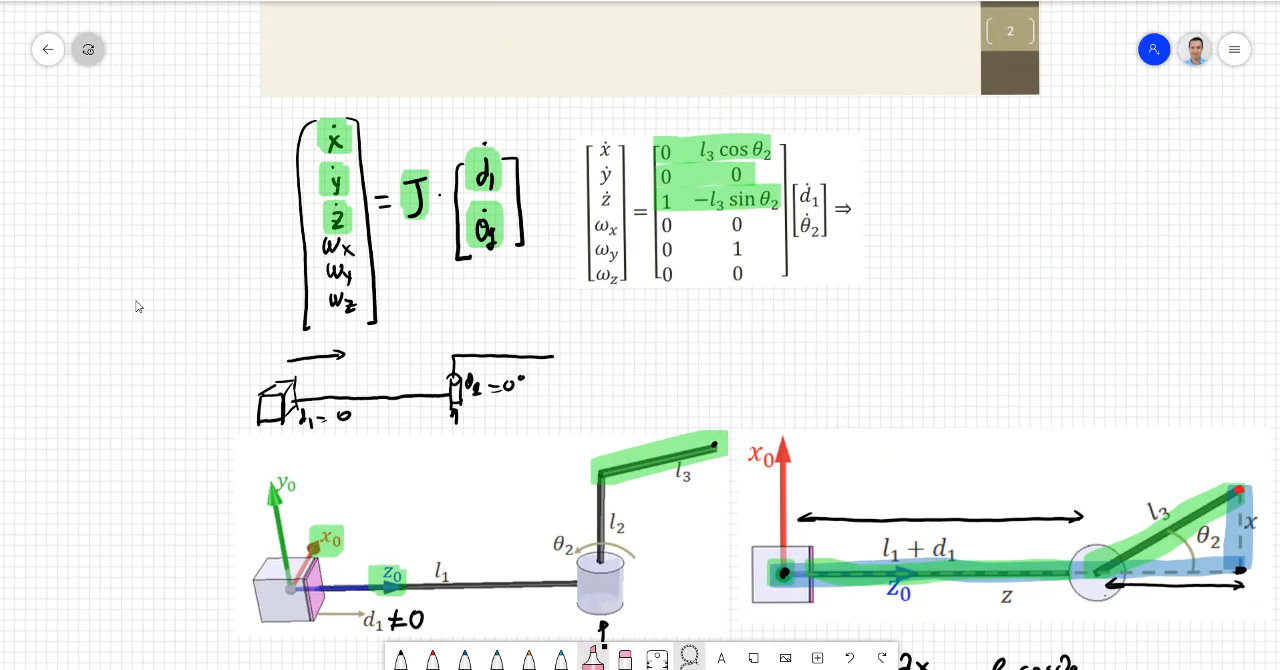 2
ẋ
ẏ
ż
ωx
ωy
ωz
= J · [ḋ1 θ̇2]
ẋ
ẏ
ż
ωx
ωy
ωz
=
0 l3 cos θ2
0 0
1 −l3 sin θ2
0 0
0 1
0 0
ḋ1
θ̇2
⇒
d1 = 0
= 0°
y0
x0
z0
l1
d1 ≠ 0
θ2
l2
l3
x0
l1 + d1
z0
z
l3
θ2
x
A